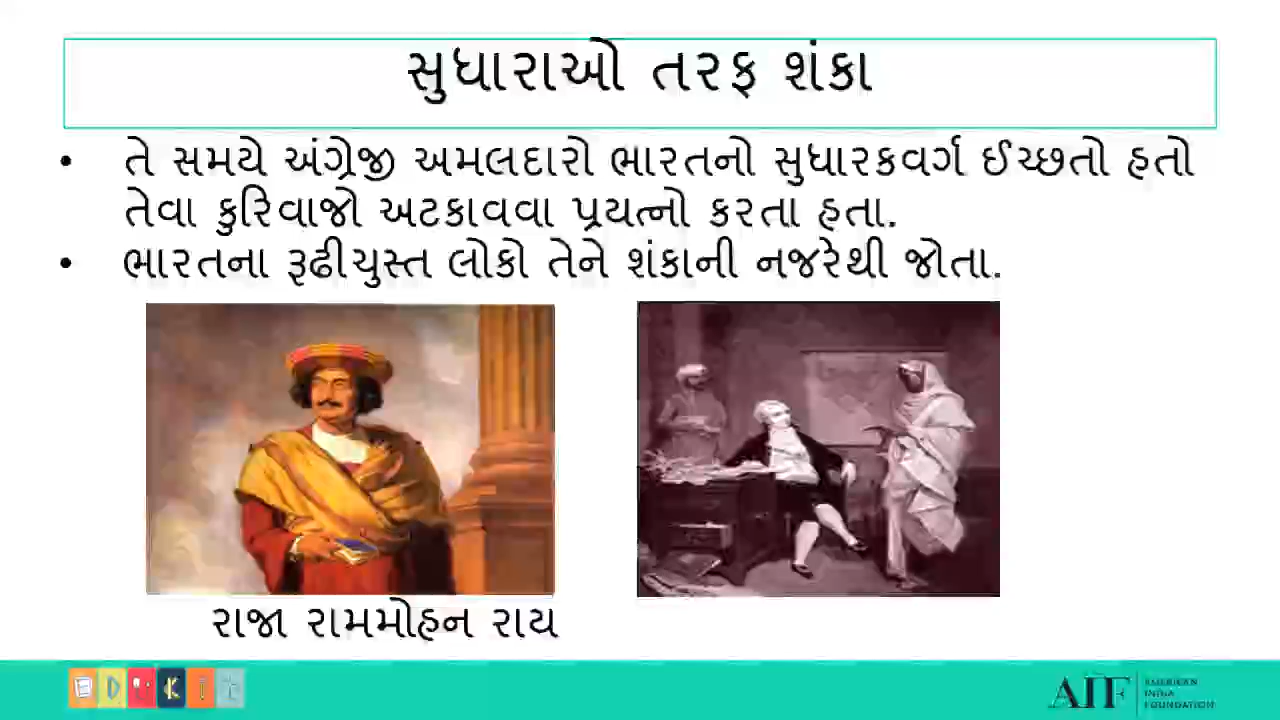 સુધારાઓ તરફ શંકા
• તે સમયે અંગ્રેજી અમલદારો ભારતનો સુધારકવર્ગ ઈચ્છતો હતો
તેવા કુરિવાજો અટકાવવા પ્રયત્નો કરતા હતા.
• ભારતના રૂઢીચુસ્ત લોકો તેને શંકાની નજરેથી જોતા.
રાજા રામમોહન રાય
AIF
AMERICAN
INDIA
FOUNDATION